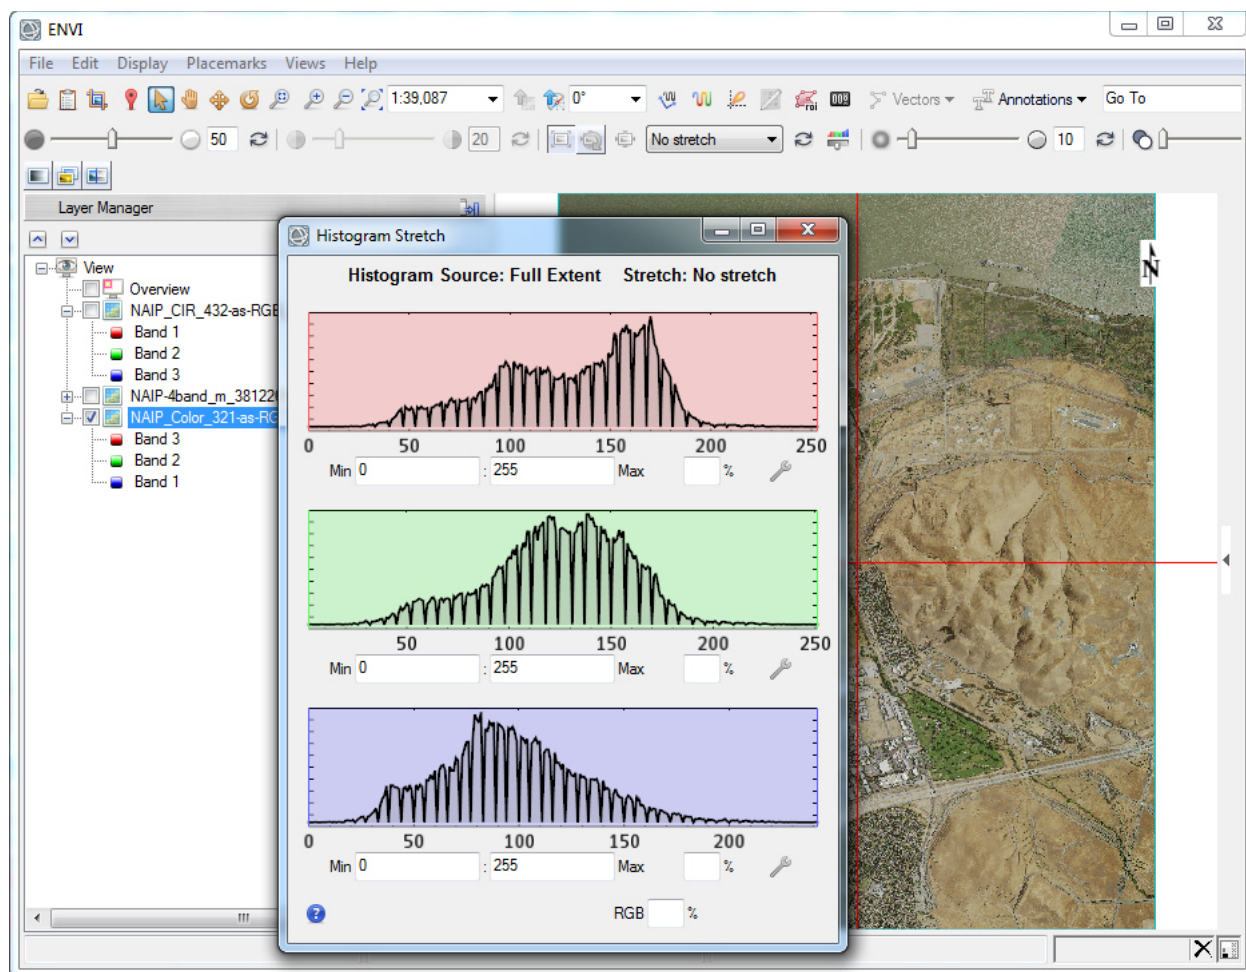 ENVI
File Edit Display Placemarks Views Help
1:39,087 0° Vectors Annotations Go To
50 20 No stretch 10
Layer Manager
View
Overview
NAIP_CIR_432-as-RGB
Band 1
Band 2
Band 3
NAIP-4band_m_38122
NAIP_Color_321-as-RG
Band 3
Band 2
Band 1
Histogram Stretch
Histogram Source: Full Extent Stretch: No stretch
0 50 100 150 200 250
Min 0 : 255 Max %
50 100 150 200 250
Min 0 : 255 Max %
0 50 100 150 200
Min 0 : 255 Max %
RGB %
N